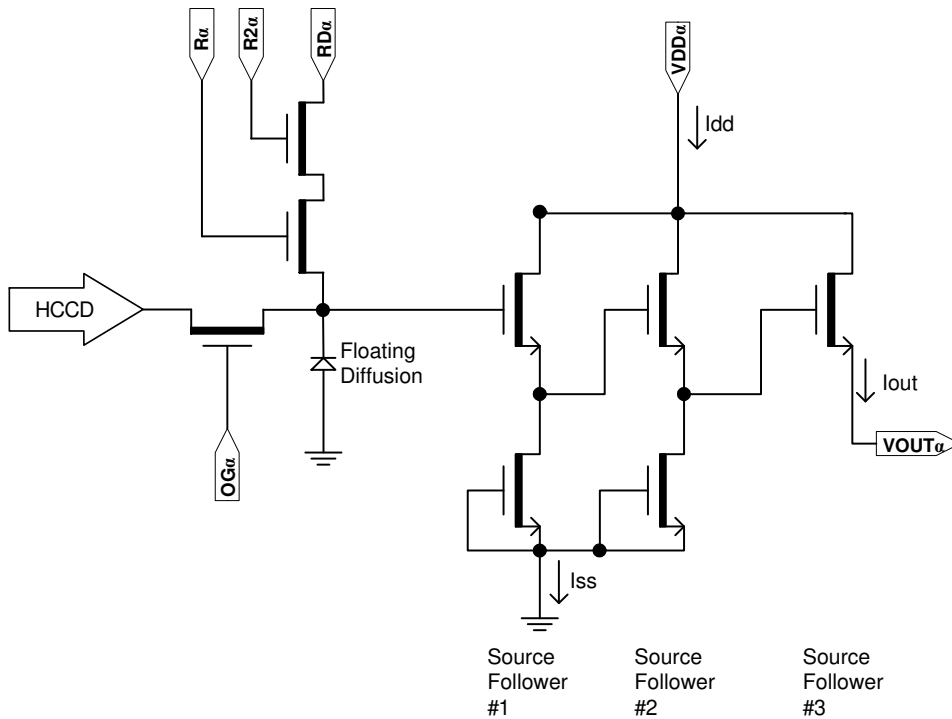 Rα
R2α
RDα
VDDα
Idd
HCCD
Floating
Diffusion
Iout
VOUTα
OGα
Iss
Source
Follower
#1
Source
Follower
#2
Source
Follower
#3